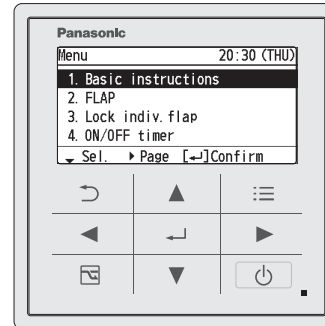 Panasonic
Menu 20:30 (THU)
1. Basic instructions
2. FLAP
3. Lock indiv.flap
4. ON/OFF timer
Sel. Page [↵]Confirm